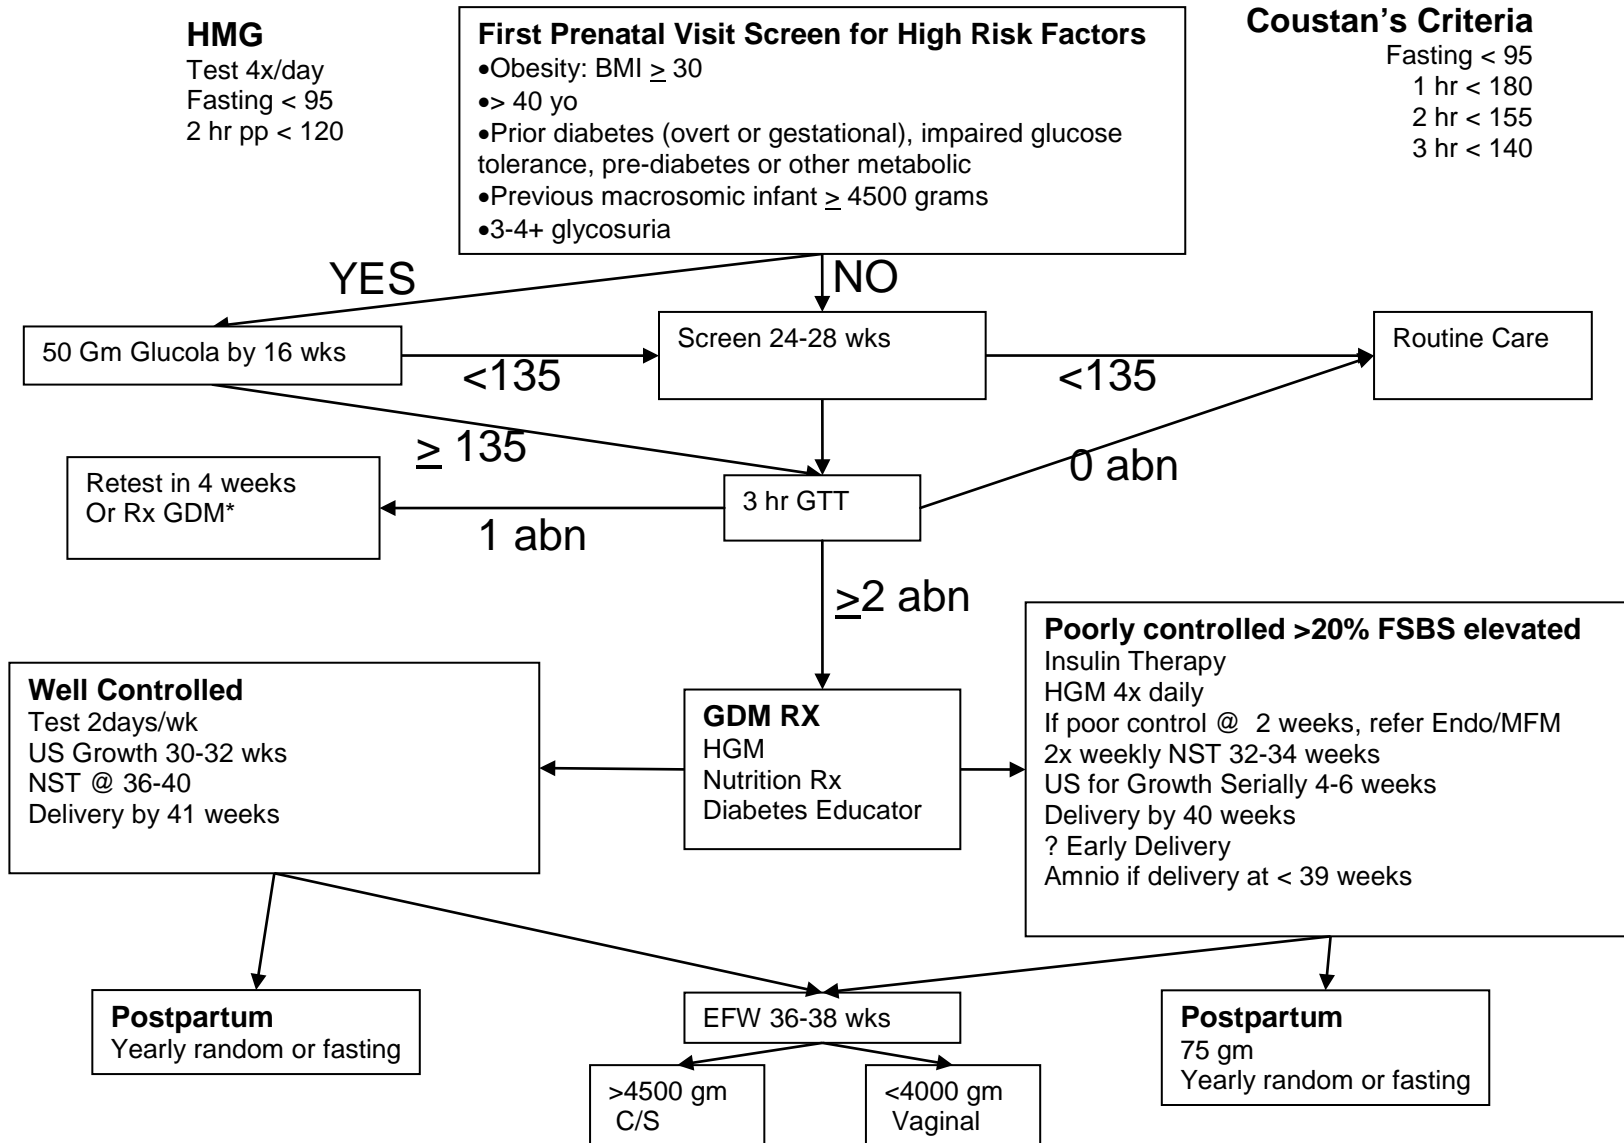 HMG
Test 4x/day
Fasting < 95
2 hr pp < 120
First Prenatal Visit Screen for High Risk Factors
•Obesity: BMI ≥ 30
•> 40 yo
•Prior diabetes (overt or gestational), impaired glucose
tolerance, pre-diabetes or other metabolic
•Previous macrosomic infant ≥ 4500 grams
•3-4+ glycosuria
Coustan's Criteria
Fasting < 95
1 hr < 180
2 hr < 155
3 hr < 140
YES
NO
50 Gm Glucola by 16 wks
<135
Screen 24-28 wks
<135
Routine Care
≥ 135
0 abn
Retest in 4 weeks
Or Rx GDM*
1 abn
3 hr GTT
≥2 abn
Well Controlled
Test 2days/wk
US Growth 30-32 wks
NST @ 36-40
Delivery by 41 weeks
GDM RX
HGM
Nutrition Rx
Diabetes Educator
Poorly controlled >20% FSBS elevated
Insulin Therapy
HGM 4x daily
If poor control @  2 weeks, refer Endo/MFM
2x weekly NST 32-34 weeks
US for Growth Serially 4-6 weeks
Delivery by 40 weeks
? Early Delivery
Amnio if delivery at < 39 weeks
Postpartum
Yearly random or fasting
EFW 36-38 wks
Postpartum
75 gm
Yearly random or fasting
>4500 gm
C/S
<4000 gm
Vaginal